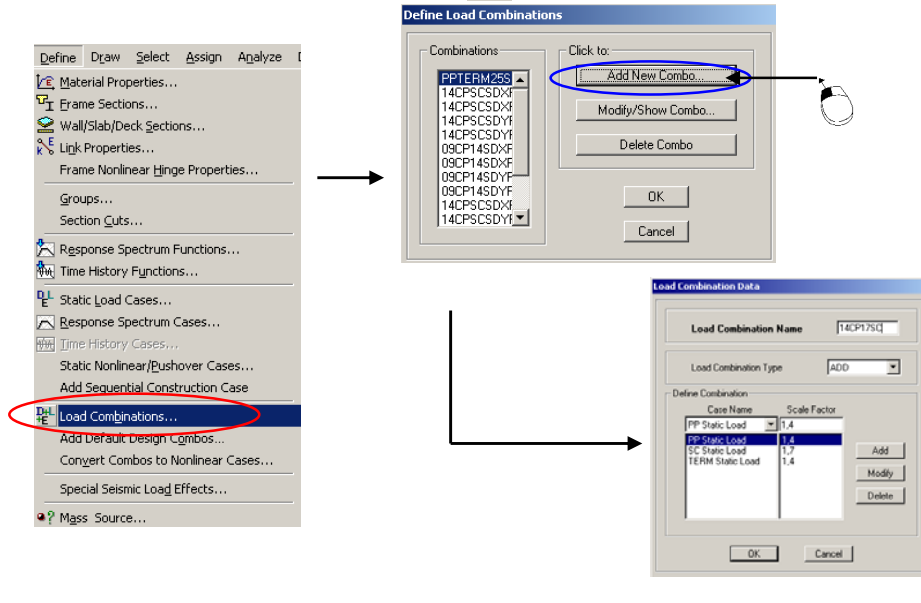 Define Draw Select Assign Analyze
Material Properties...
Frame Sections...
Wall/Slab/Deck Sections...
Link Properties...
Frame Nonlinear Hinge Properties...
Groups...
Section Cuts...
Response Spectrum Functions...
Time History Functions...
Static Load Cases...
Response Spectrum Cases...
Time History Cases...
Static Nonlinear/Pushover Cases...
Add Sequential Construction Case
Load Combinations...
Add Default Design Combos...
Convert Combos to Nonlinear Cases...
Special Seismic Load Effects...
Mass Source...
Define Load Combinations
Combinations
PPTERM25S
14CPSCSDXF
14CPSCSDXF
14CPSCSDYF
14CPSCSDYF
09CP14SDXF
09CP14SDXF
09CP14SDYF
09CP14SDYF
14CPSCSDXF
14CPSCSDYF
Click to:
Add New Combo...
Modify/Show Combo...
Delete Combo
OK
Cancel
Load Combination Data
Load Combination Name 14CP17SC
Load Combination Type ADD
Define Combination
Case Name Scale Factor
PP Static Load 1,4
PP Static Load 1,4
SC Static Load 1,7
TERM Static Load 1,4
Add
Modify
Delete
OK Cancel